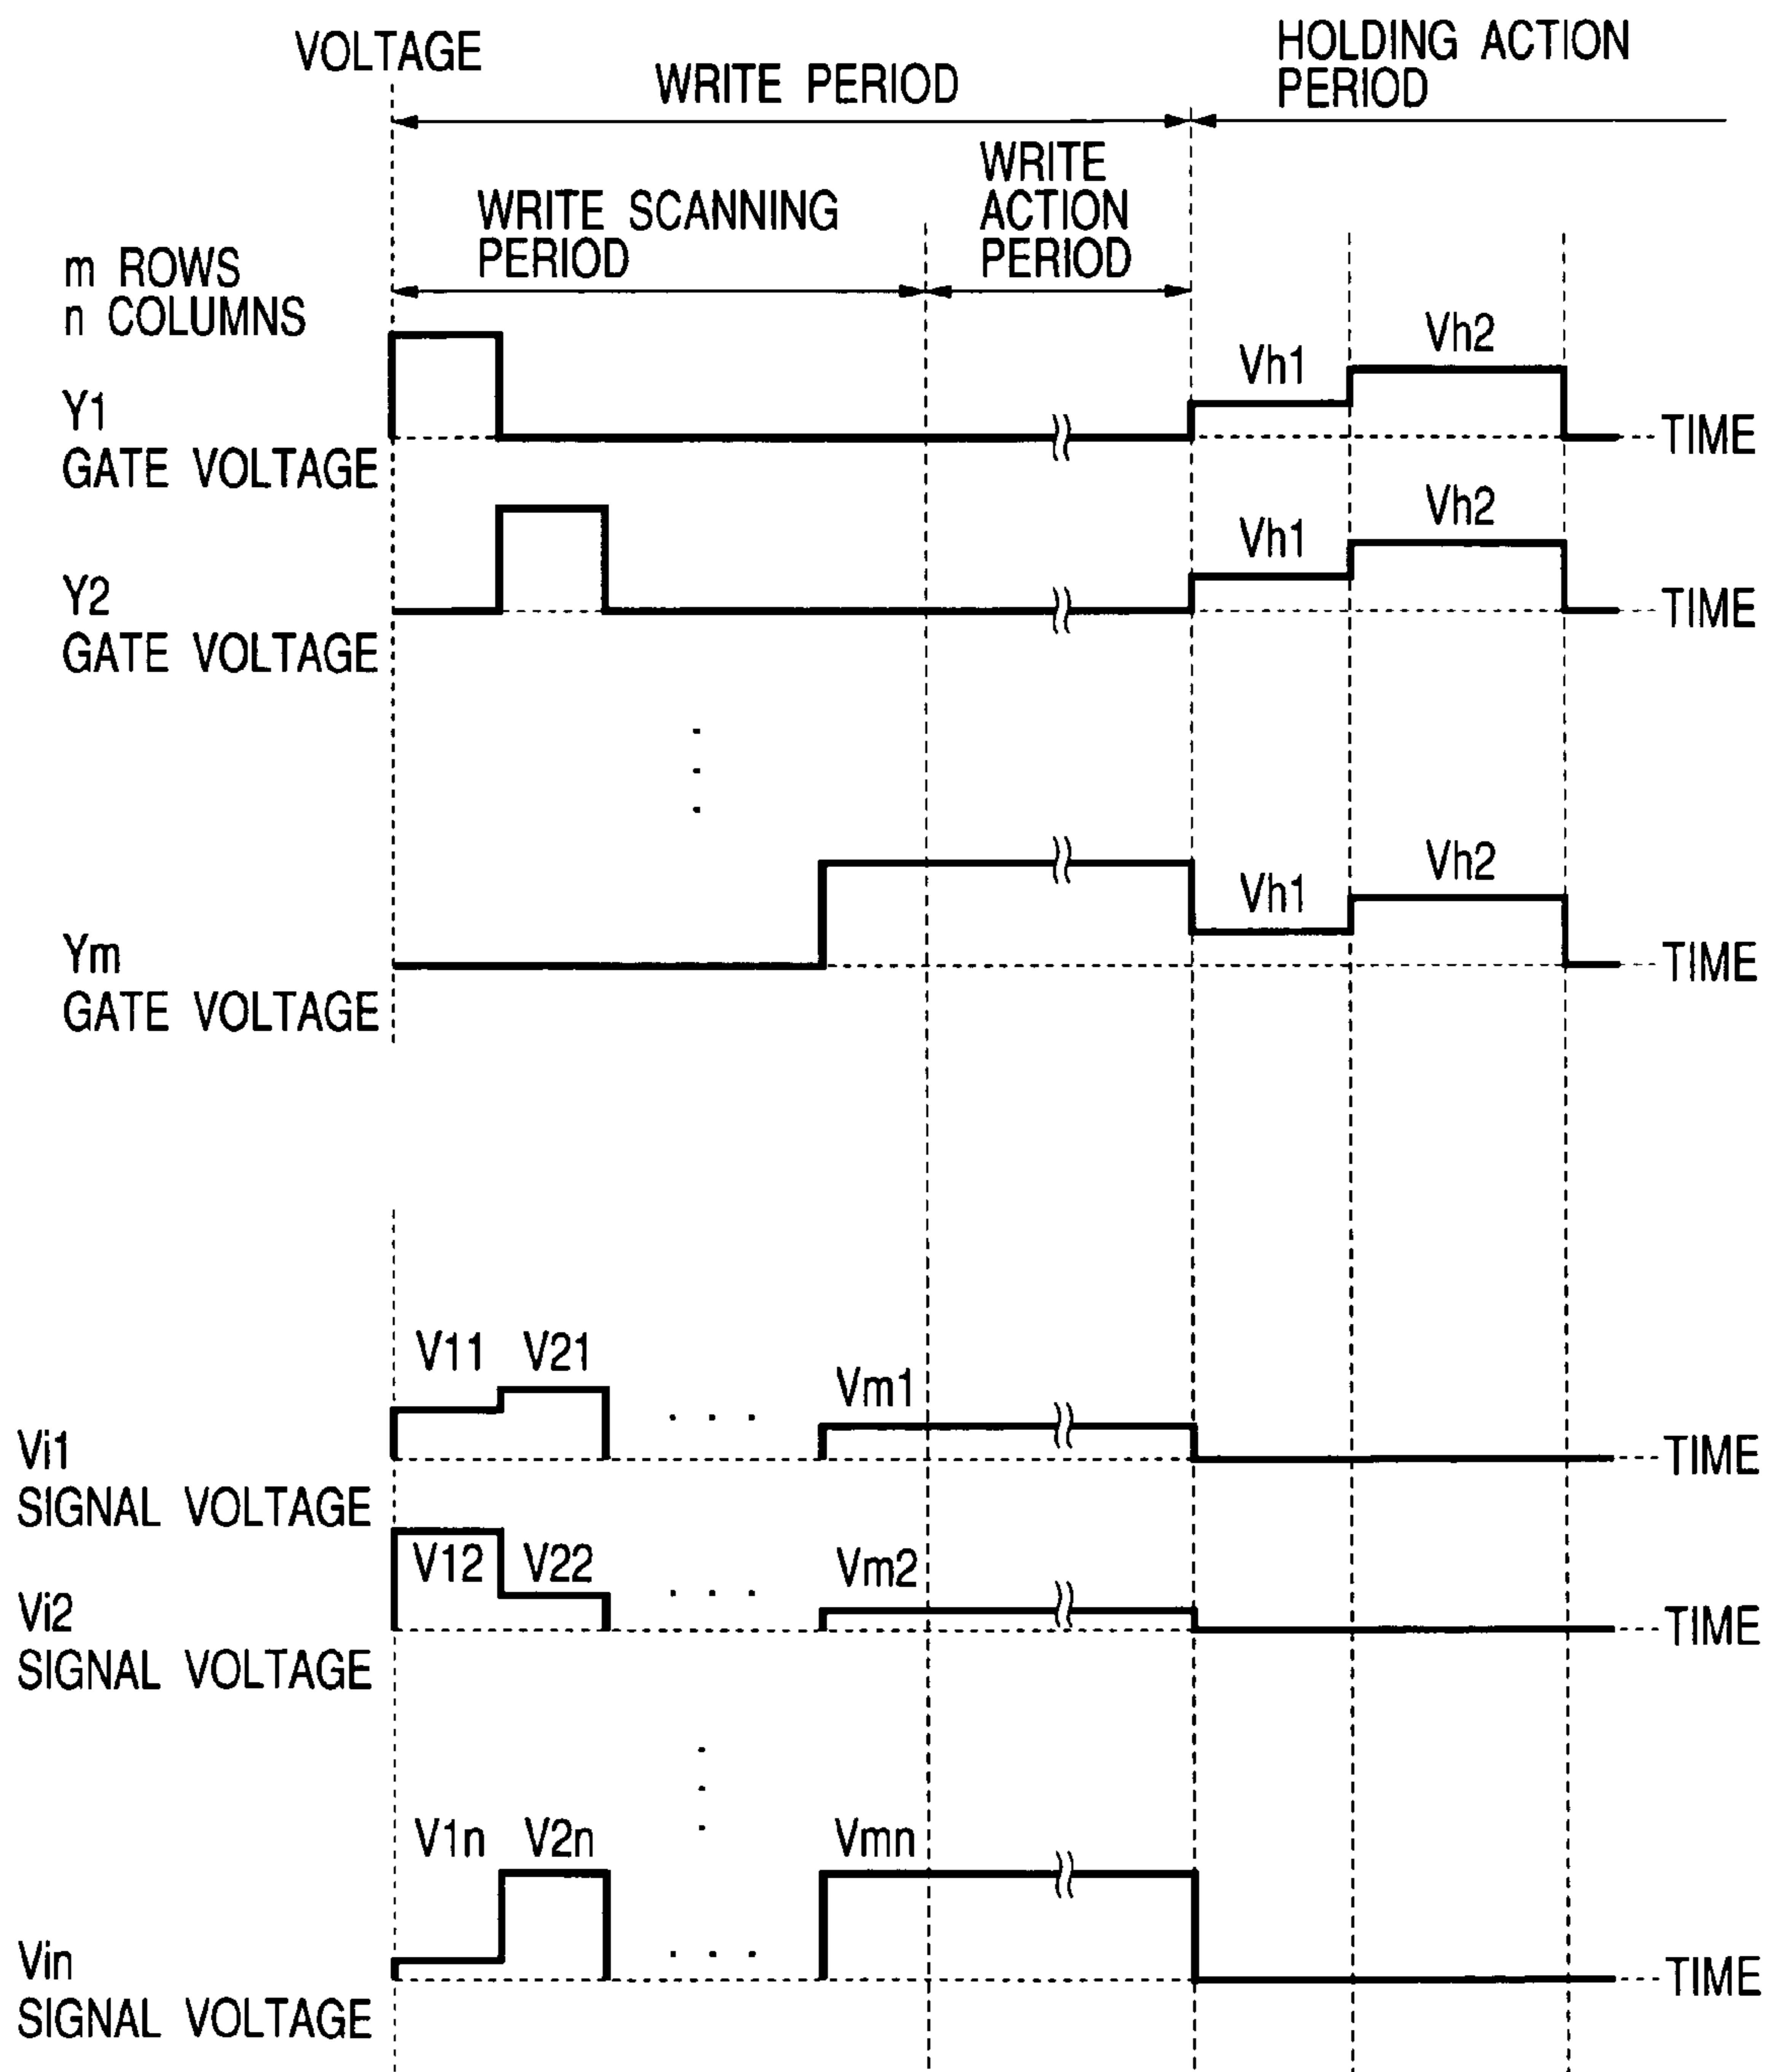 VOLTAGE
WRITE PERIOD
HOLDING ACTION
PERIOD
WRITE SCANNING
PERIOD
WRITE
ACTION
PERIOD
m ROWS
n COLUMNS
Vh1
Vh2
Y1
GATE VOLTAGE
TIME
Vh1
Vh2
Y2
GATE VOLTAGE
TIME
Vh1
Vh2
Ym
GATE VOLTAGE
TIME
V11
V21
. . .
Vm1
Vi1
SIGNAL VOLTAGE
TIME
V12
V22
. . .
Vm2
Vi2
SIGNAL VOLTAGE
TIME
V1n
V2n
. . .
Vmn
Vin
SIGNAL VOLTAGE
TIME